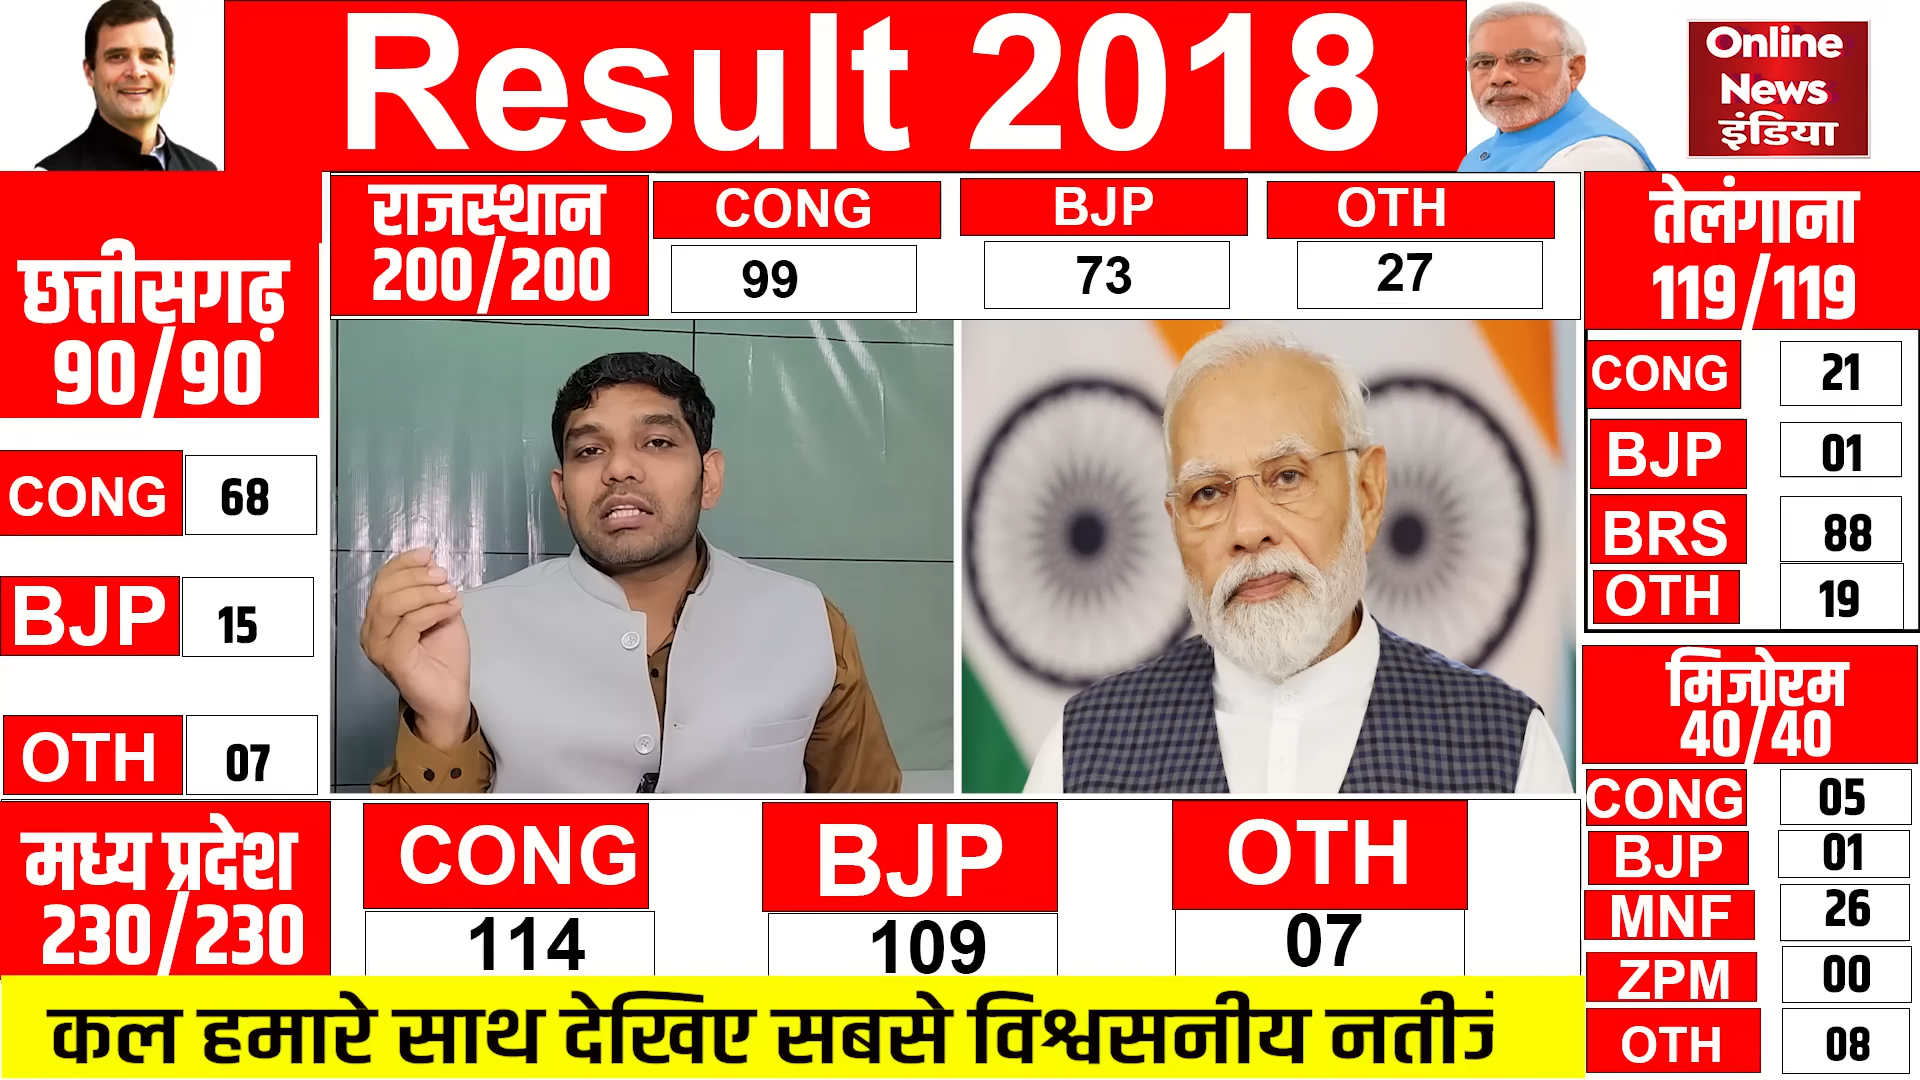 Result 2018
Online
News
इंडिया
राजस्थान
200/200
CONG
BJP
OTH
99
73
27
छत्तीसगढ़
90/90
CONG 68
BJP 15
OTH 07
तेलंगाना
119/119
CONG 21
BJP 01
BRS 88
OTH 19
मिजोरम
40/40
CONG 05
BJP 01
MNF 26
ZPM 00
OTH 08
मध्य प्रदेश
230/230
CONG
BJP
OTH
114
109
07
कल हमारे साथ देखिए सबसे विश्वसनीय